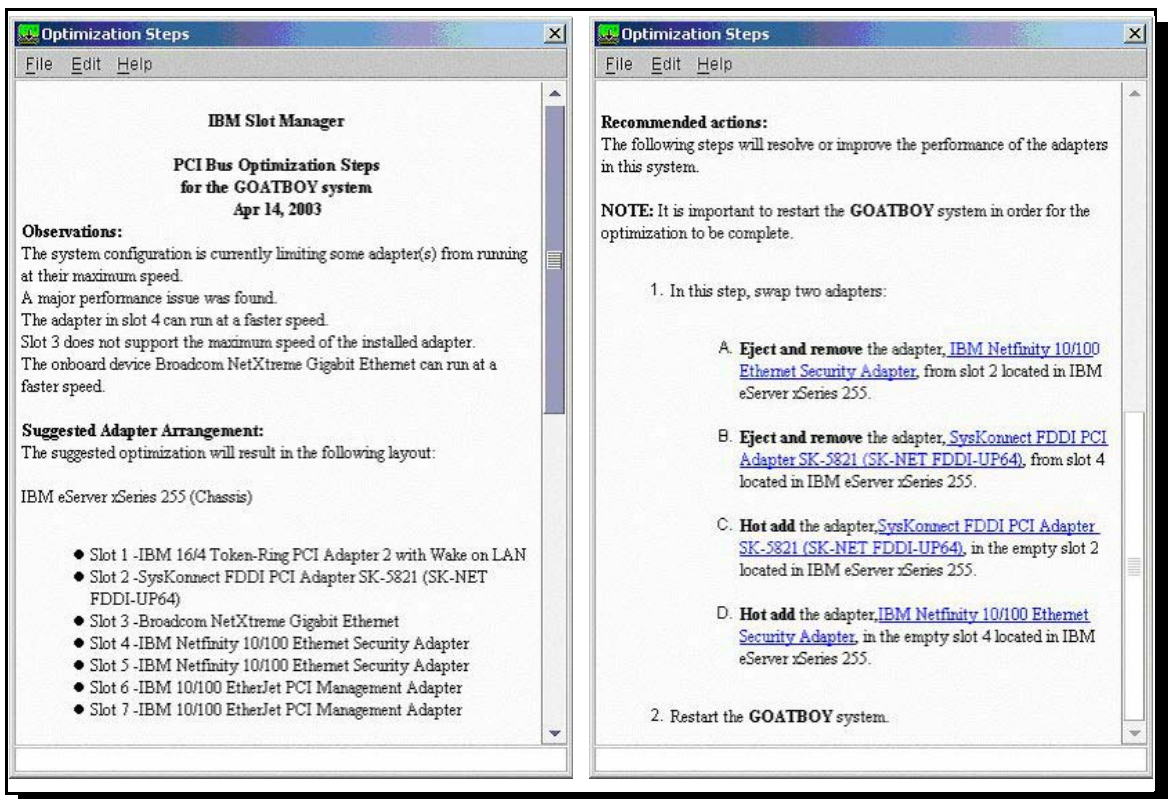 Optimization Steps
File Edit Help
IBM Slot Manager
PCI Bus Optimization Steps
for the GOATBOY system
Apr 14, 2003
Observations:
The system configuration is currently limiting some adapter(s) from running
at their maximum speed.
A major performance issue was found.
The adapter in slot 4 can run at a faster speed.
Slot 3 does not support the maximum speed of the installed adapter.
The onboard device Broadcom NetXtreme Gigabit Ethernet can run at a
faster speed.
Suggested Adapter Arrangement:
The suggested optimization will result in the following layout:
IBM eServer xSeries 255 (Chassis)
● Slot 1 -IBM 16/4 Token-Ring PCI Adapter 2 with Wake on LAN
● Slot 2 -SysKonnect FDDI PCI Adapter SK-5821 (SK-NET
FDDI-UP64)
● Slot 3 -Broadcom NetXtreme Gigabit Ethernet
● Slot 4 -IBM Netfinity 10/100 Ethernet Security Adapter
● Slot 5 -IBM Netfinity 10/100 Ethernet Security Adapter
● Slot 6 -IBM 10/100 EtherJet PCI Management Adapter
● Slot 7 -IBM 10/100 EtherJet PCI Management Adapter
Optimization Steps
File Edit Help
Recommended actions:
The following steps will resolve or improve the performance of the adapters
in this system.
NOTE: It is important to restart the GOATBOY system in order for the
optimization to be complete.
1. In this step, swap two adapters:
A. Eject and remove the adapter, IBM Netfinity 10/100
Ethernet Security Adapter, from slot 2 located in IBM
eServer xSeries 255.
B. Eject and remove the adapter, SysKonnect FDDI PCI
Adapter SK-5821 (SK-NET FDDI-UP64), from slot 4
located in IBM eServer xSeries 255.
C. Hot add the adapter,SysKonnect FDDI PCI Adapter
SK-5821 (SK-NET FDDI-UP64), in the empty slot 2
located in IBM eServer xSeries 255.
D. Hot add the adapter,IBM Netfinity 10/100 Ethernet
Security Adapter, in the empty slot 4 located in IBM
eServer xSeries 255.
2. Restart the GOATBOY system.